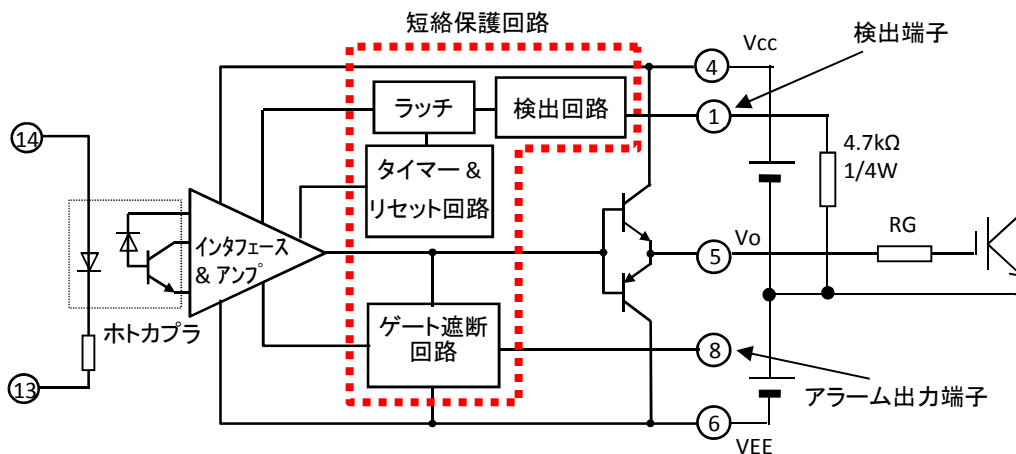 短絡保護回路
Vcc
検出端子
4
ラッチ
検出回路
1
14
4.7kΩ
1/4W
タイマー &
リセット回路
インタフェース
& アンプ
Vo
RG
5
ホトカプラ
ゲート遮断
回路
8
13
アラーム出力端子
6
VEE